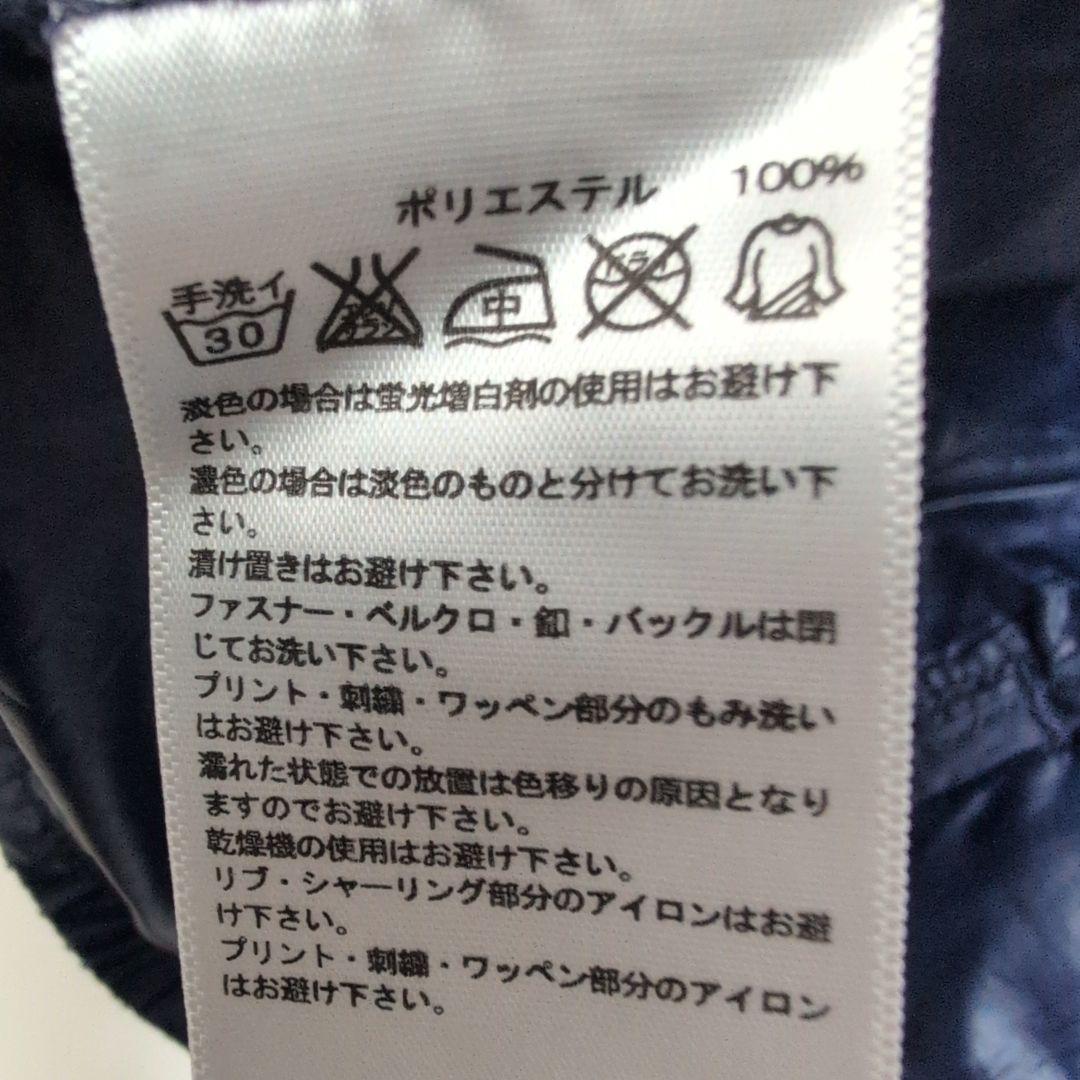 ポリエステル 100%
手洗イ
30
エンソサラシ
中
ドライ
淡色の場合は蛍光増白剤の使用はお避け下
さい。
濃色の場合は淡色のものと分けてお洗い下
さい。
漬け置きはお避け下さい。
ファスナー・ベルクロ・釦・バックルは閉
じてお洗い下さい。
プリント・刺繍・ワッペン部分のもみ洗い
はお避け下さい。
濡れた状態での放置は色移りの原因となり
ますのでお避け下さい。
乾燥機の使用はお避け下さい。
リブ・シャーリング部分のアイロンはお避
け下さい。
プリント・刺繍・ワッペン部分のアイロン
はお避け下さい。